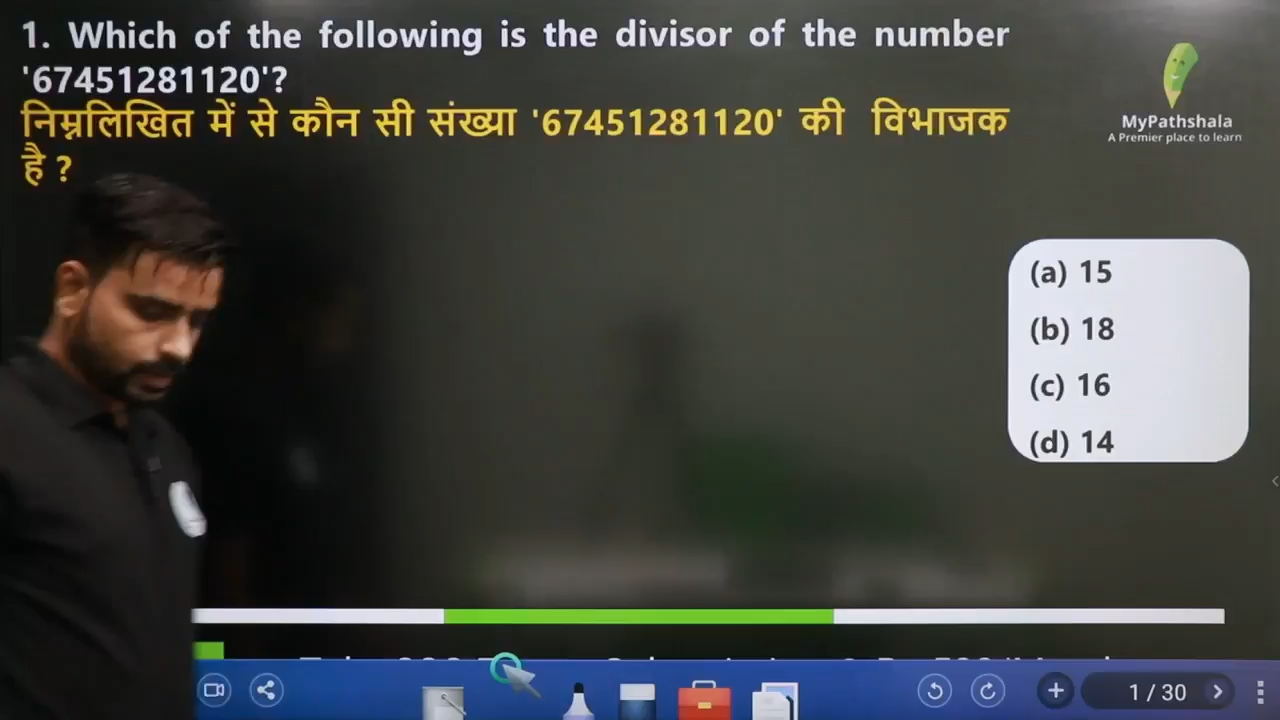 1. Which of the following is the divisor of the number
'67451281120'?
निम्नलिखित में से कौन सी संख्या '67451281120' की विभाजक
है ?
MyPathshala
A Premier place to learn
(a) 15
(b) 18
(c) 16
(d) 14
1 / 30